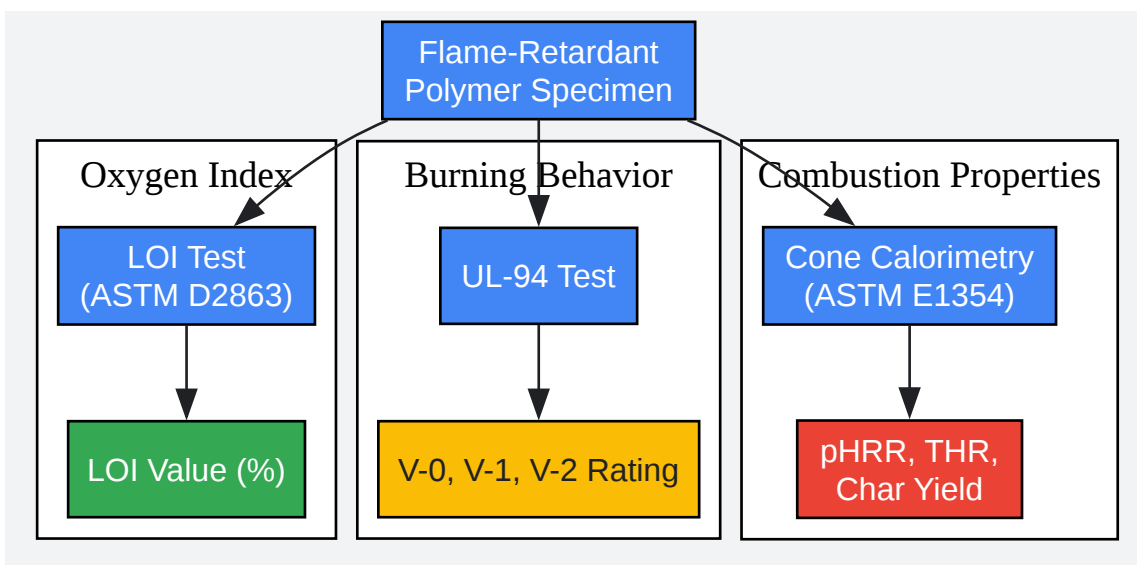 Flame-Retardant
Polymer Specimen
Oxygen Index
LOI Test
(ASTM D2863)
LOI Value (%)
Burning Behavior
UL-94 Test
V-0, V-1, V-2 Rating
Combustion Properties
Cone Calorimetry
(ASTM E1354)
pHRR, THR,
Char Yield